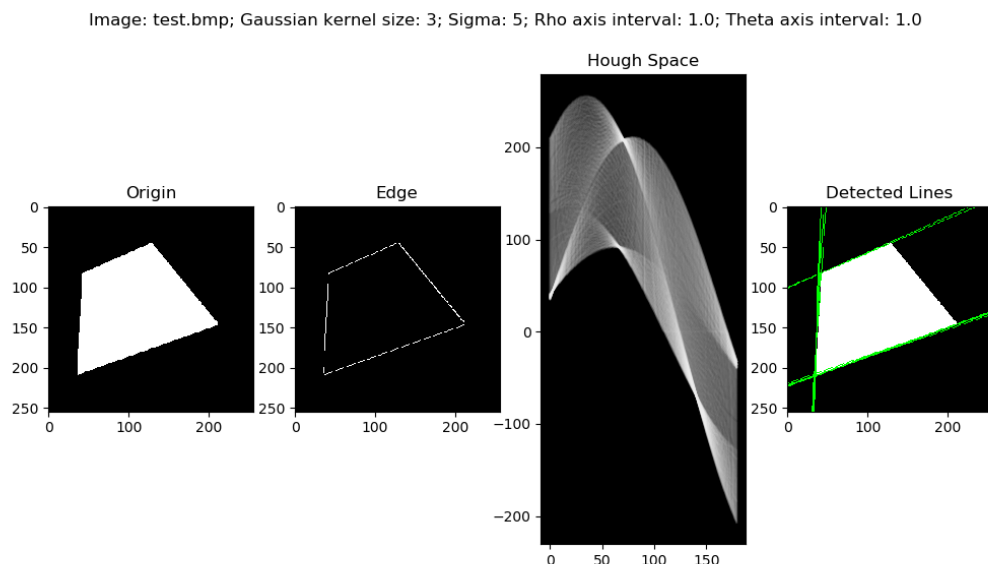 Image: test.bmp; Gaussian kernel size: 3; Sigma: 5; Rho axis interval: 1.0; Theta axis interval: 1.0
Origin
0
50
100
150
200
250
0 100 200
Edge
0
50
100
150
200
250
0 100 200
Hough Space
200
100
0
−100
−200
0 50 100 150
Detected Lines
0
50
100
150
200
250
0 100 200